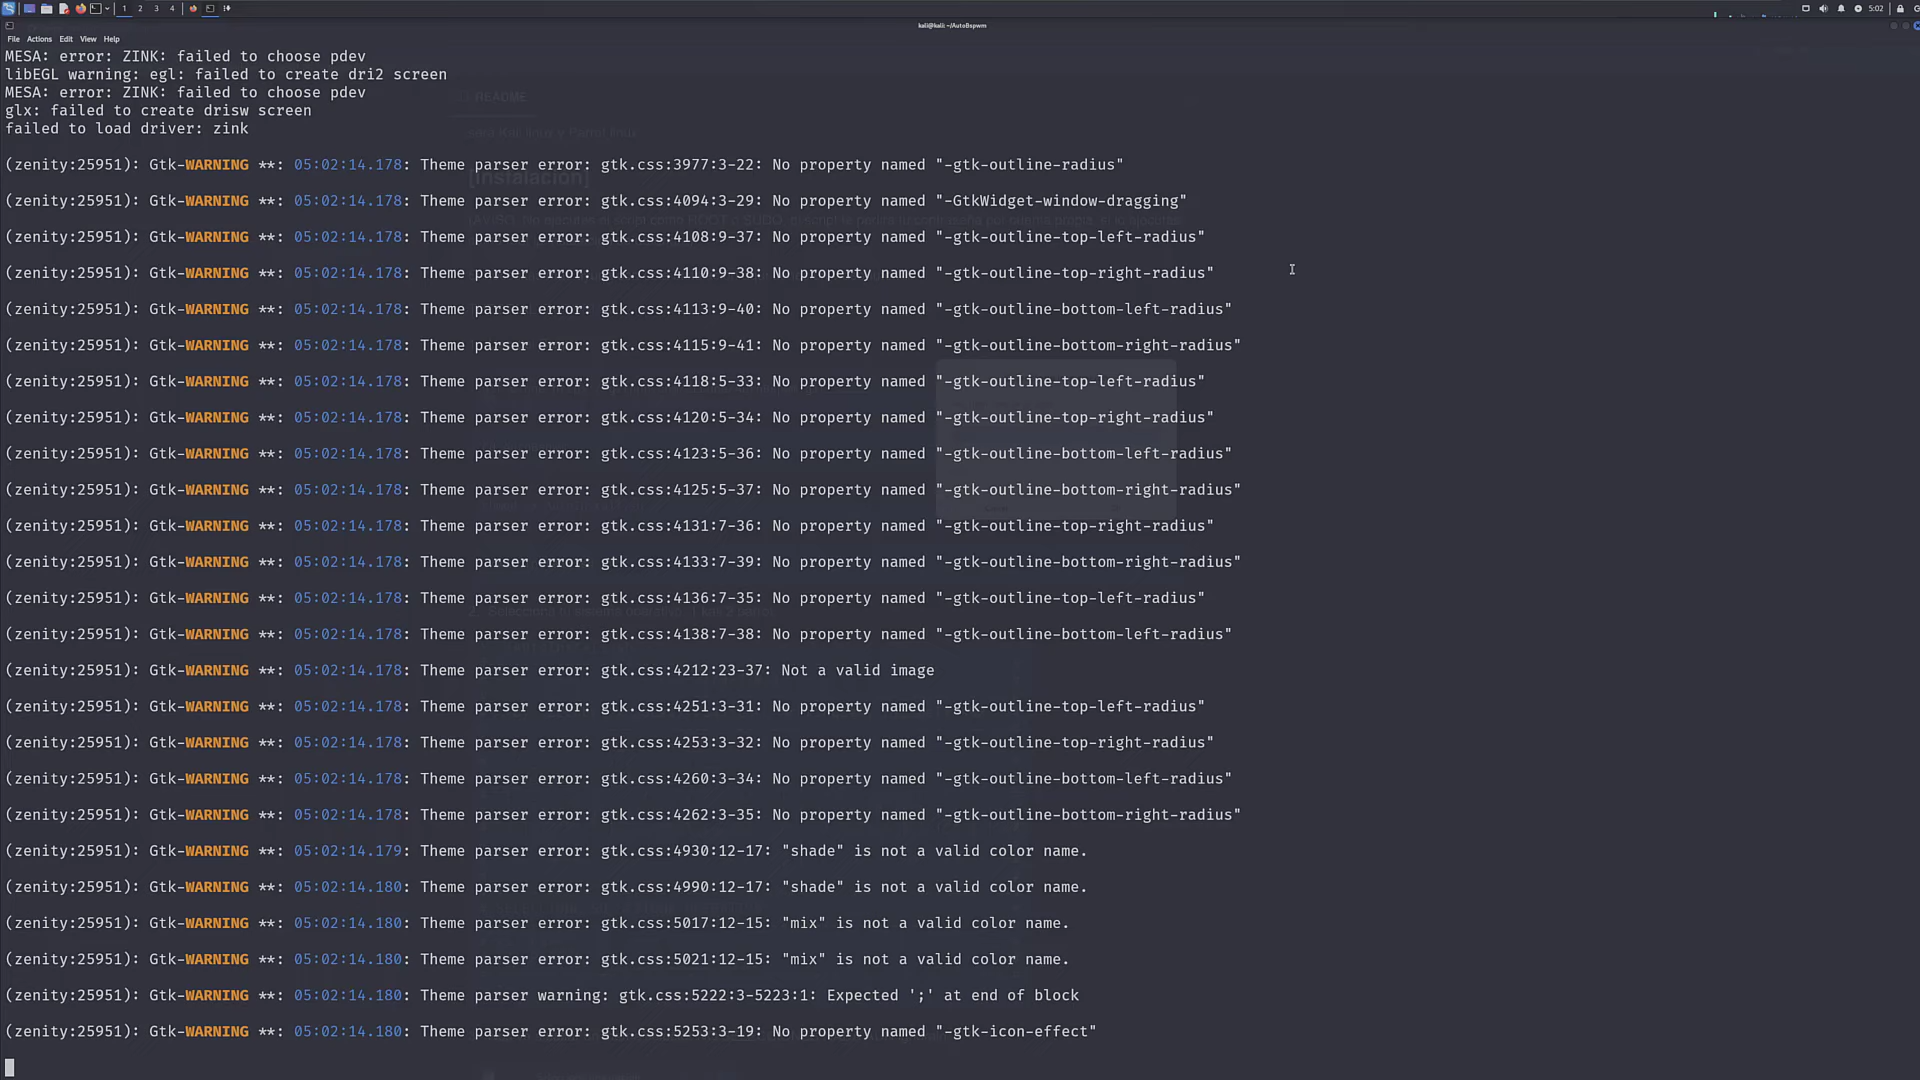 1 2 3 4
5:02
kali@kali: ~/AutoBspwm
File Actions Edit View Help
MESA: error: ZINK: failed to choose pdev
libEGL warning: egl: failed to create dri2 screen
MESA: error: ZINK: failed to choose pdev
glx: failed to create drisw screen
failed to load driver: zink
(zenity:25951): Gtk-WARNING **: 05:02:14.178: Theme parser error: gtk.css:3977:3-22: No property named "-gtk-outline-radius"
(zenity:25951): Gtk-WARNING **: 05:02:14.178: Theme parser error: gtk.css:4094:3-29: No property named "-GtkWidget-window-dragging"
(zenity:25951): Gtk-WARNING **: 05:02:14.178: Theme parser error: gtk.css:4108:9-37: No property named "-gtk-outline-top-left-radius"
(zenity:25951): Gtk-WARNING **: 05:02:14.178: Theme parser error: gtk.css:4110:9-38: No property named "-gtk-outline-top-right-radius"
(zenity:25951): Gtk-WARNING **: 05:02:14.178: Theme parser error: gtk.css:4113:9-40: No property named "-gtk-outline-bottom-left-radius"
(zenity:25951): Gtk-WARNING **: 05:02:14.178: Theme parser error: gtk.css:4115:9-41: No property named "-gtk-outline-bottom-right-radius"
(zenity:25951): Gtk-WARNING **: 05:02:14.178: Theme parser error: gtk.css:4118:5-33: No property named "-gtk-outline-top-left-radius"
(zenity:25951): Gtk-WARNING **: 05:02:14.178: Theme parser error: gtk.css:4120:5-34: No property named "-gtk-outline-top-right-radius"
(zenity:25951): Gtk-WARNING **: 05:02:14.178: Theme parser error: gtk.css:4123:5-36: No property named "-gtk-outline-bottom-left-radius"
(zenity:25951): Gtk-WARNING **: 05:02:14.178: Theme parser error: gtk.css:4125:5-37: No property named "-gtk-outline-bottom-right-radius"
(zenity:25951): Gtk-WARNING **: 05:02:14.178: Theme parser error: gtk.css:4131:7-36: No property named "-gtk-outline-top-right-radius"
(zenity:25951): Gtk-WARNING **: 05:02:14.178: Theme parser error: gtk.css:4133:7-39: No property named "-gtk-outline-bottom-right-radius"
(zenity:25951): Gtk-WARNING **: 05:02:14.178: Theme parser error: gtk.css:4136:7-35: No property named "-gtk-outline-top-left-radius"
(zenity:25951): Gtk-WARNING **: 05:02:14.178: Theme parser error: gtk.css:4138:7-38: No property named "-gtk-outline-bottom-left-radius"
(zenity:25951): Gtk-WARNING **: 05:02:14.178: Theme parser error: gtk.css:4212:23-37: Not a valid image
(zenity:25951): Gtk-WARNING **: 05:02:14.178: Theme parser error: gtk.css:4251:3-31: No property named "-gtk-outline-top-left-radius"
(zenity:25951): Gtk-WARNING **: 05:02:14.178: Theme parser error: gtk.css:4253:3-32: No property named "-gtk-outline-top-right-radius"
(zenity:25951): Gtk-WARNING **: 05:02:14.178: Theme parser error: gtk.css:4260:3-34: No property named "-gtk-outline-bottom-left-radius"
(zenity:25951): Gtk-WARNING **: 05:02:14.178: Theme parser error: gtk.css:4262:3-35: No property named "-gtk-outline-bottom-right-radius"
(zenity:25951): Gtk-WARNING **: 05:02:14.179: Theme parser error: gtk.css:4930:12-17: "shade" is not a valid color name.
(zenity:25951): Gtk-WARNING **: 05:02:14.180: Theme parser error: gtk.css:4990:12-17: "shade" is not a valid color name.
(zenity:25951): Gtk-WARNING **: 05:02:14.180: Theme parser error: gtk.css:5017:12-15: "mix" is not a valid color name.
(zenity:25951): Gtk-WARNING **: 05:02:14.180: Theme parser error: gtk.css:5021:12-15: "mix" is not a valid color name.
(zenity:25951): Gtk-WARNING **: 05:02:14.180: Theme parser warning: gtk.css:5222:3-5223:1: Expected ';' at end of block
(zenity:25951): Gtk-WARNING **: 05:02:14.180: Theme parser error: gtk.css:5253:3-19: No property named "-gtk-icon-effect"